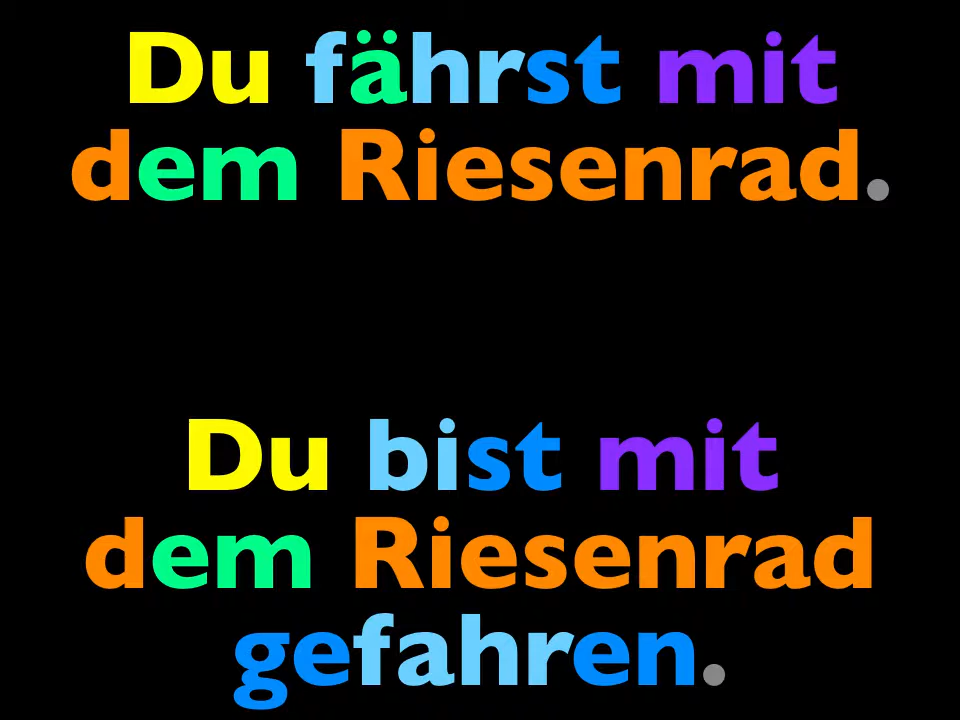 Du fährst mit
dem Riesenrad.
Du bist mit
dem Riesenrad
gefahren.